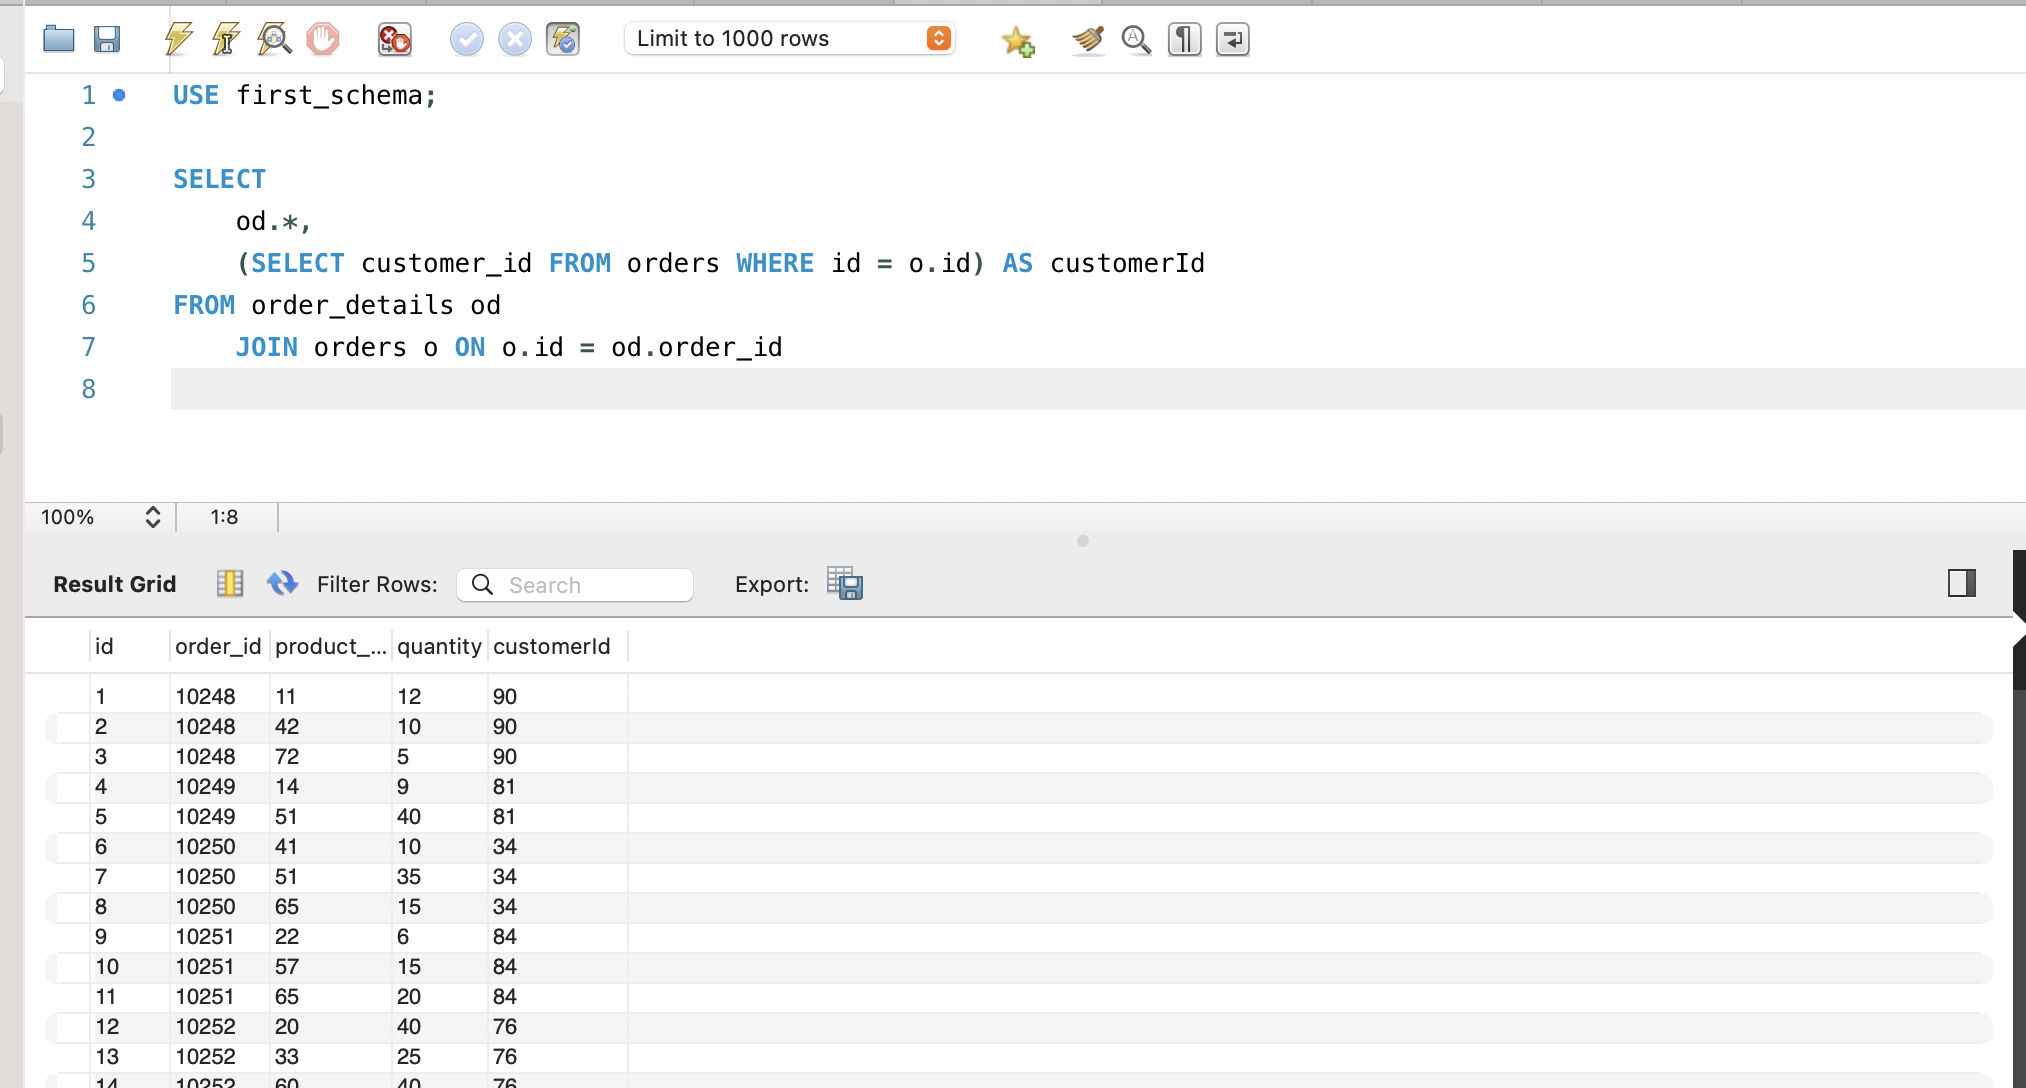 Limit to 1000 rows
1 USE first_schema;
2
3 SELECT
4 od.*,
5 (SELECT customer_id FROM orders WHERE id = o.id) AS customerId
6 FROM order_details od
7 JOIN orders o ON o.id = od.order_id
8
100% 1:8
Result Grid Filter Rows: Search Export:
id order_id product_... quantity customerId
1 10248 11 12 90
2 10248 42 10 90
3 10248 72 5 90
4 10249 14 9 81
5 10249 51 40 81
6 10250 41 10 34
7 10250 51 35 34
8 10250 65 15 34
9 10251 22 6 84
10 10251 57 15 84
11 10251 65 20 84
12 10252 20 40 76
13 10252 33 25 76
14 10252 60 40 76